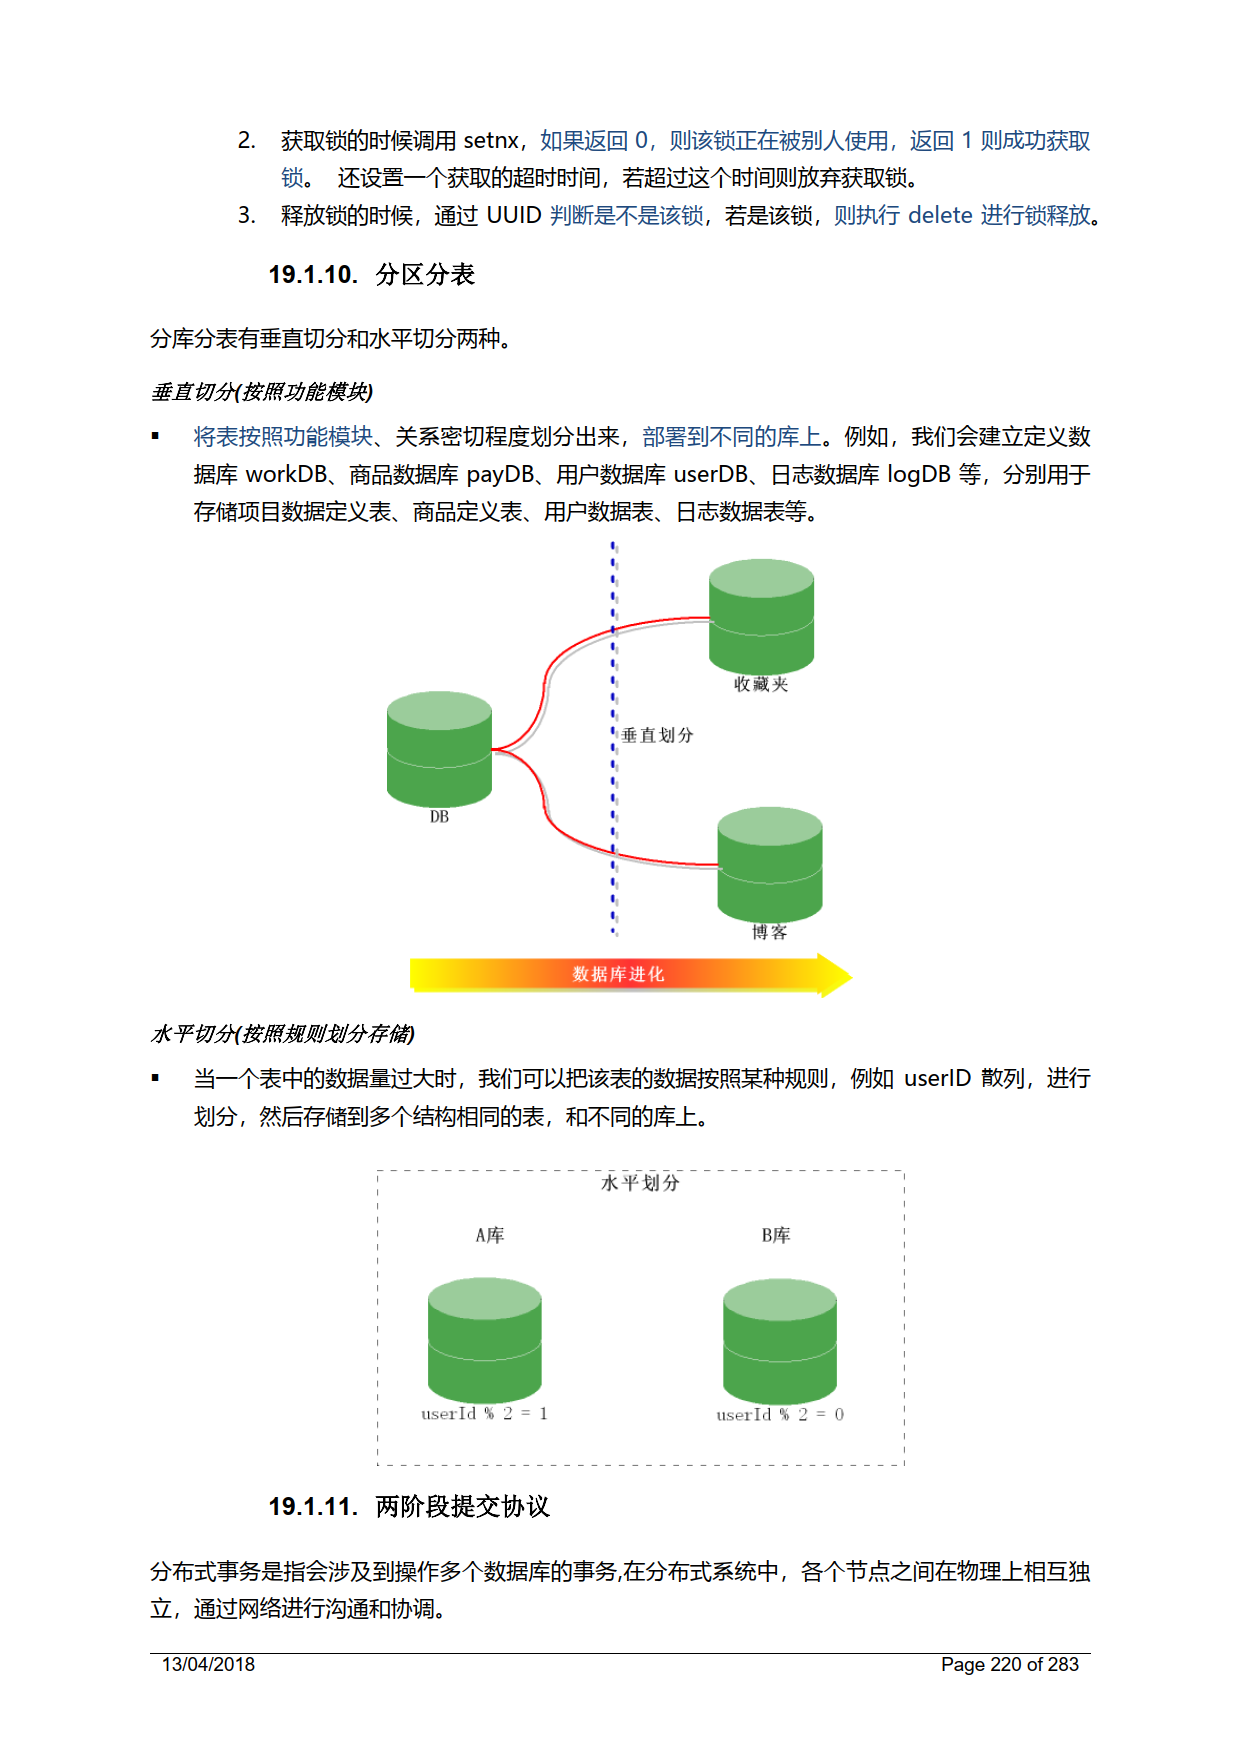 2. 获取锁的时候调用 setnx，如果返回 0，则该锁正在被别人使用，返回 1 则成功获取
锁。 还设置一个获取的超时时间，若超过这个时间则放弃获取锁。
3. 释放锁的时候，通过 UUID 判断是不是该锁，若是该锁，则执行 delete 进行锁释放。
19.1.10. 分区分表
分库分表有垂直切分和水平切分两种。
垂直切分(按照功能模块)
▪ 将表按照功能模块、关系密切程度划分出来，部署到不同的库上。例如，我们会建立定义数
据库 workDB、商品数据库 payDB、用户数据库 userDB、日志数据库 logDB 等，分别用于
存储项目数据定义表、商品定义表、用户数据表、日志数据表等。
收藏夹
垂直划分
DB
博客
数据库进化
水平切分(按照规则划分存储)
▪ 当一个表中的数据量过大时，我们可以把该表的数据按照某种规则，例如 userID 散列，进行
划分，然后存储到多个结构相同的表，和不同的库上。
水平划分
A库 B库
userId % 2 = 1 userId % 2 = 0
19.1.11. 两阶段提交协议
分布式事务是指会涉及到操作多个数据库的事务,在分布式系统中，各个节点之间在物理上相互独
立，通过网络进行沟通和协调。
13/04/2018 Page 220 of 283